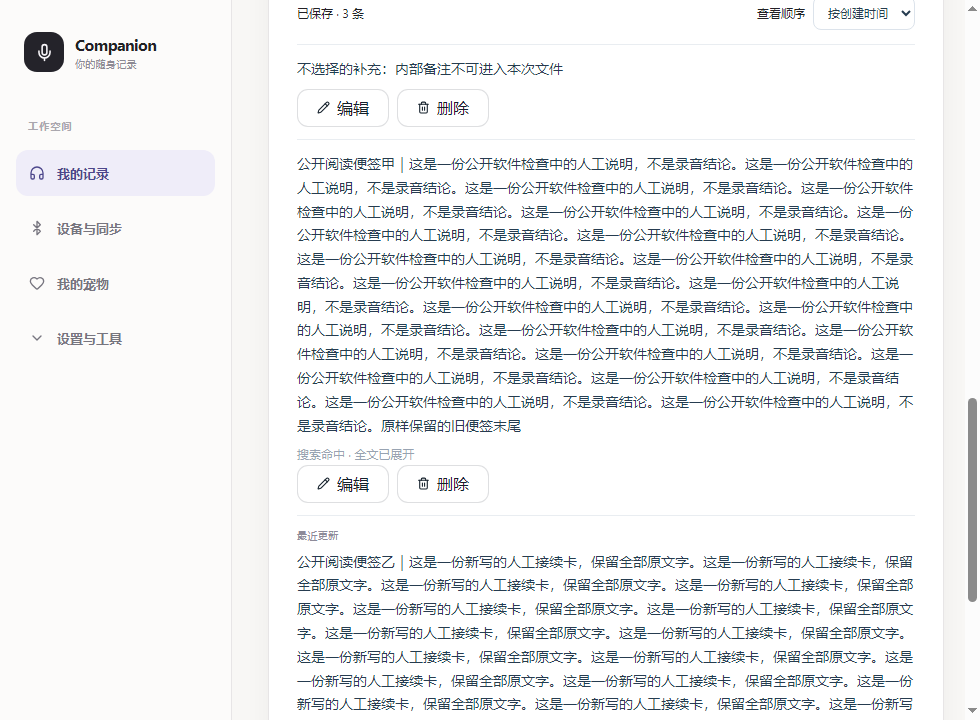 Companion
你的随身记录
工作空间
我的记录
设备与同步
我的宠物
设置与工具
已保存 · 3 条
查看顺序
按创建时间
不选择的补充：内部备注不可进入本次文件
编辑
删除
公开阅读便签甲｜这是一份公开软件检查中的人工说明，不是录音结论。这是一份公开软件检查中的
人工说明，不是录音结论。这是一份公开软件检查中的人工说明，不是录音结论。这是一份公开软件
检查中的人工说明，不是录音结论。这是一份公开软件检查中的人工说明，不是录音结论。这是一份
公开软件检查中的人工说明，不是录音结论。这是一份公开软件检查中的人工说明，不是录音结论。
这是一份公开软件检查中的人工说明，不是录音结论。这是一份公开软件检查中的人工说明，不是录
音结论。这是一份公开软件检查中的人工说明，不是录音结论。这是一份公开软件检查中的人工说
明，不是录音结论。这是一份公开软件检查中的人工说明，不是录音结论。这是一份公开软件检查中
的人工说明，不是录音结论。这是一份公开软件检查中的人工说明，不是录音结论。这是一份公开软
件检查中的人工说明，不是录音结论。这是一份公开软件检查中的人工说明，不是录音结论。这是一
份公开软件检查中的人工说明，不是录音结论。这是一份公开软件检查中的人工说明，不是录音结
论。这是一份公开软件检查中的人工说明，不是录音结论。这是一份公开软件检查中的人工说明，不
是录音结论。原样保留的旧便签末尾
搜索命中 · 全文已展开
编辑
删除
最近更新
公开阅读便签乙｜这是一份新写的人工接续卡，保留全部原文字。这是一份新写的人工接续卡，保留
全部原文字。这是一份新写的人工接续卡，保留全部原文字。这是一份新写的人工接续卡，保留全部
原文字。这是一份新写的人工接续卡，保留全部原文字。这是一份新写的人工接续卡，保留全部原文
字。这是一份新写的人工接续卡，保留全部原文字。这是一份新写的人工接续卡，保留全部原文字。
这是一份新写的人工接续卡，保留全部原文字。这是一份新写的人工接续卡，保留全部原文字。这是
一份新写的人工接续卡，保留全部原文字。这是一份新写的人工接续卡，保留全部原文字。这是一份
新写的人工接续卡，保留全部原文字。这是一份新写的人工接续卡，保留全部原文字。这是一份新写